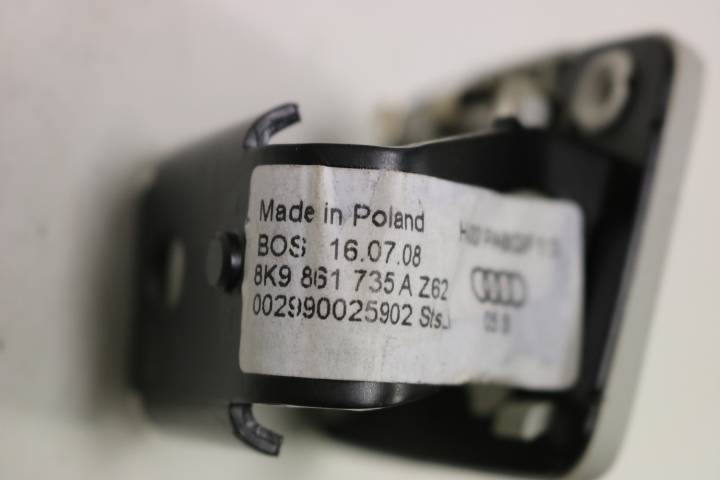 Made in Poland
BOS 16.07.08
8K9 861 735 A Z62
002990025902